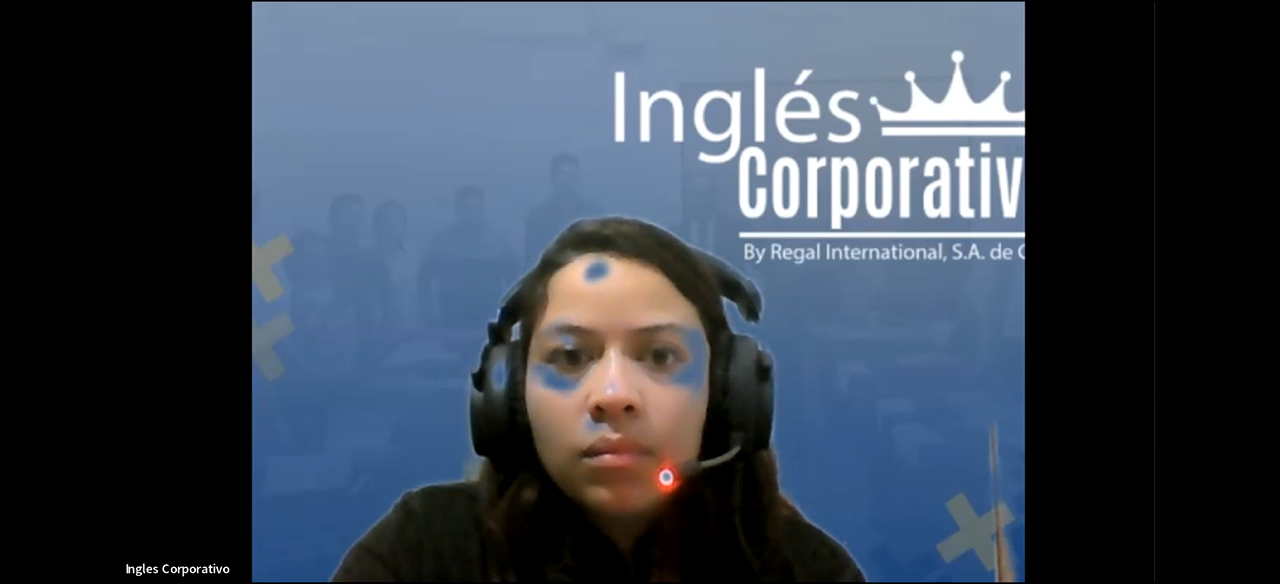 Inglés
Corporativ
By Regal International, S.A. de C
Ingles Corporativo